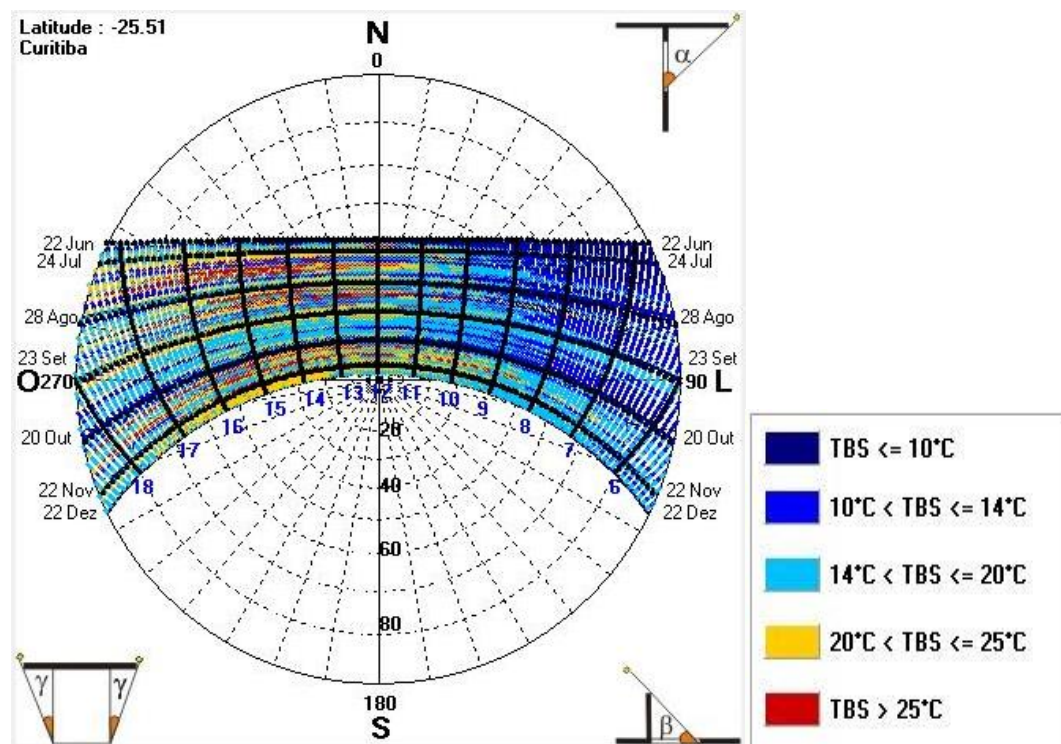 Latitude : -25.51
Curitiba
N
0
α
22 Jun
24 Jul
28 Ago
23 Set
O 270
20 Out
22 Nov
22 Dez
22 Jun
24 Jul
28 Ago
23 Set
90 L
20 Out
22 Nov
22 Dez
18 17 16 15 14 13 12 11 10 9 8 7 6
20
40
60
80
180
S
γ γ
β
TBS <= 10°C
10°C < TBS <= 14°C
14°C < TBS <= 20°C
20°C < TBS <= 25°C
TBS > 25°C